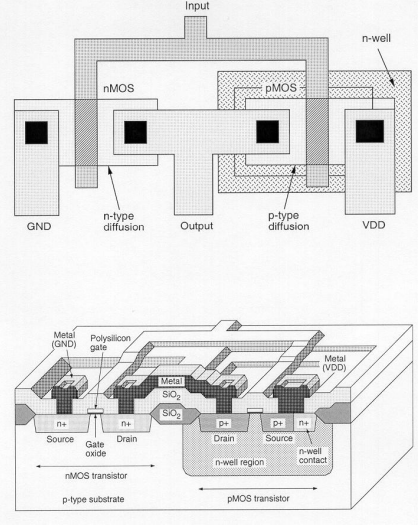 Input
n-well
nMOS
pMOS
n-type
diffusion
p-type
diffusion
GND
Output
VDD
Metal
(GND)
Polysilicon
gate
Metal
(VDD)
Metal
SiO2
SiO2
n+
n+
p+
p+
n+
Source
Gate
oxide
Drain
Drain
Source
n-well
contact
n-well region
nMOS transistor
pMOS transistor
p-type substrate